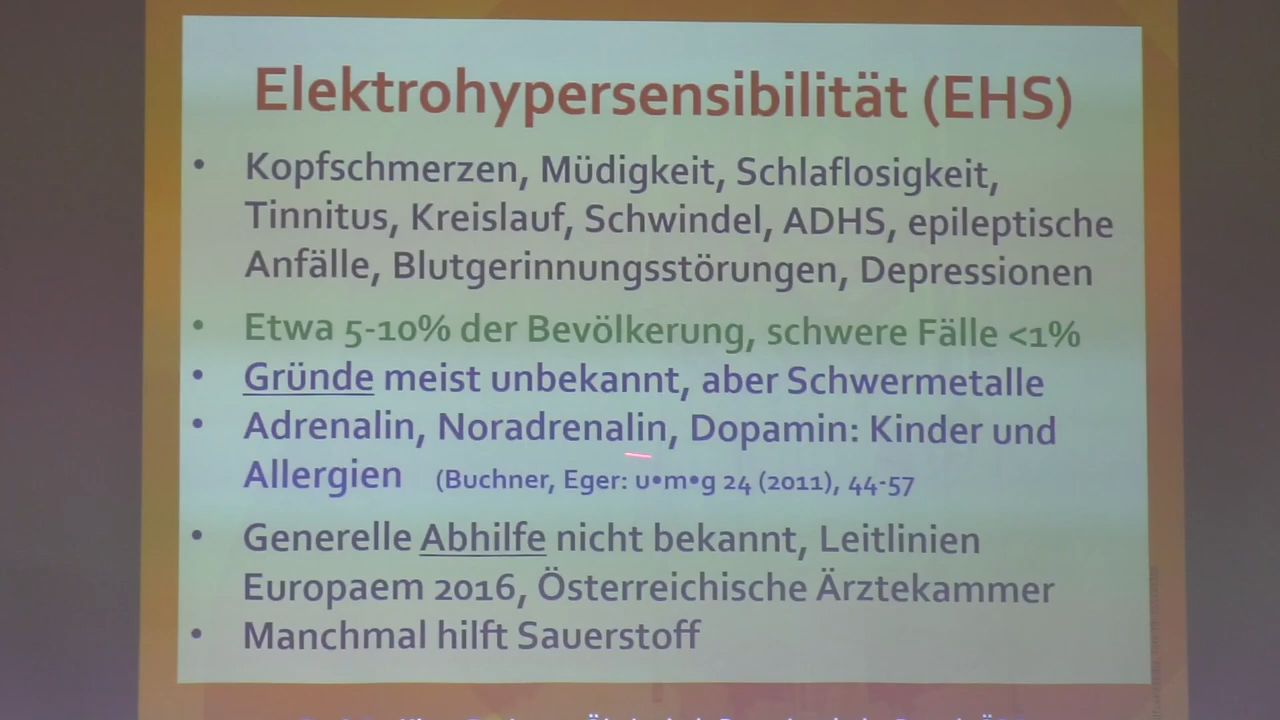 Elektrohypersensibilität (EHS)
• Kopfschmerzen, Müdigkeit, Schlaflosigkeit,
Tinnitus, Kreislauf, Schwindel, ADHS, epileptische
Anfälle, Blutgerinnungsstörungen, Depressionen
• Etwa 5-10% der Bevölkerung, schwere Fälle <1%
• Gründe meist unbekannt, aber Schwermetalle
• Adrenalin, Noradrenalin, Dopamin: Kinder und
Allergien (Buchner, Eger: u•m•g 24 (2011), 44-57
• Generelle Abhilfe nicht bekannt, Leitlinien
Europaem 2016, Österreichische Ärztekammer
• Manchmal hilft Sauerstoff